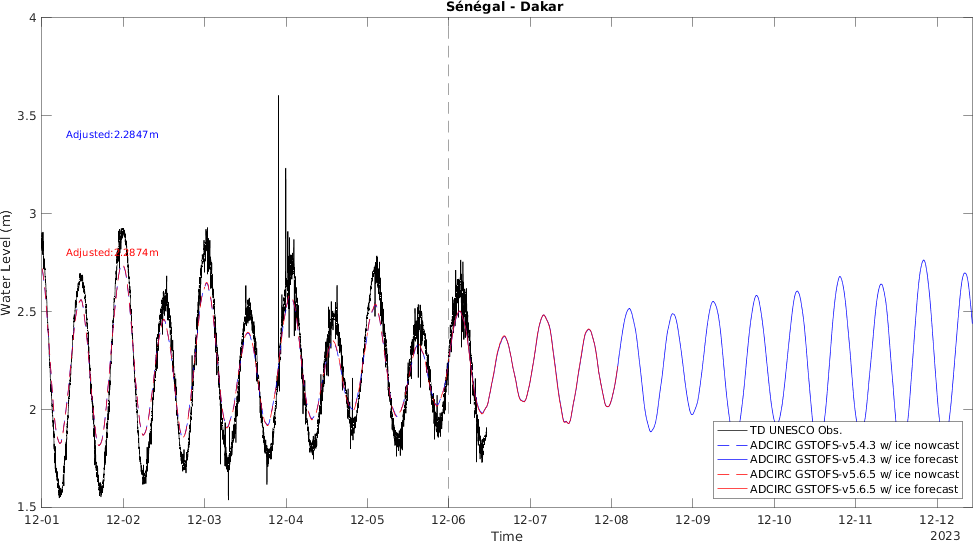 Sénégal - Dakar
4
3.5
3
2.5
2
1.5
Water Level (m)
Adjusted:2.2847m
Adjusted:2.2874m
TD UNESCO Obs.
ADCIRC GSTOFS-v5.4.3 w/ ice nowcast
ADCIRC GSTOFS-v5.4.3 w/ ice forecast
ADCIRC GSTOFS-v5.6.5 w/ ice nowcast
ADCIRC GSTOFS-v5.6.5 w/ ice forecast
12-01 12-02 12-03 12-04 12-05 12-06 12-07 12-08 12-09 12-10 12-11 12-12
Time
2023